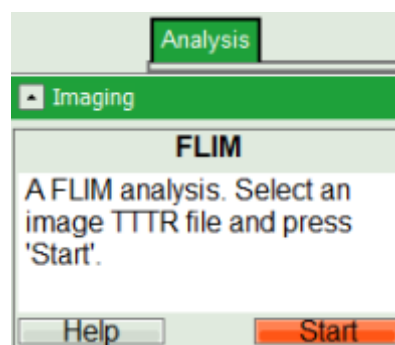 Analysis
Imaging
FLIM
A FLIM analysis. Select an
image TTTR file and press
'Start'.
Help Start